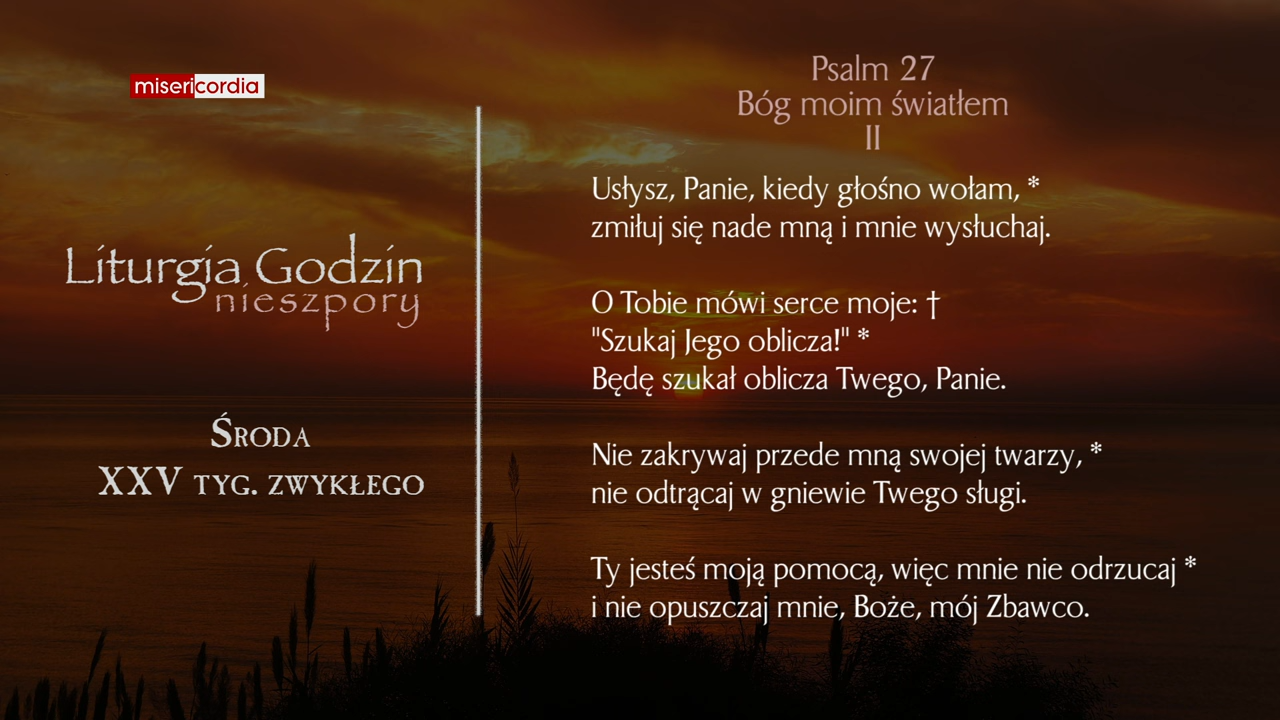 misericordia
Liturgia Godzin
nieszpory
Środa
XXV tyg. zwykłego
Psalm 27
Bóg moim światłem
II
Usłysz, Panie, kiedy głośno wołam, *
zmiłuj się nade mną i mnie wysłuchaj.
O Tobie mówi serce moje: †
"Szukaj Jego oblicza!" *
Będę szukał oblicza Twego, Panie.
Nie zakrywaj przede mną swojej twarzy, *
nie odtrącaj w gniewie Twego sługi.
Ty jesteś moją pomocą, więc mnie nie odrzucaj *
i nie opuszczaj mnie, Boże, mój Zbawco.